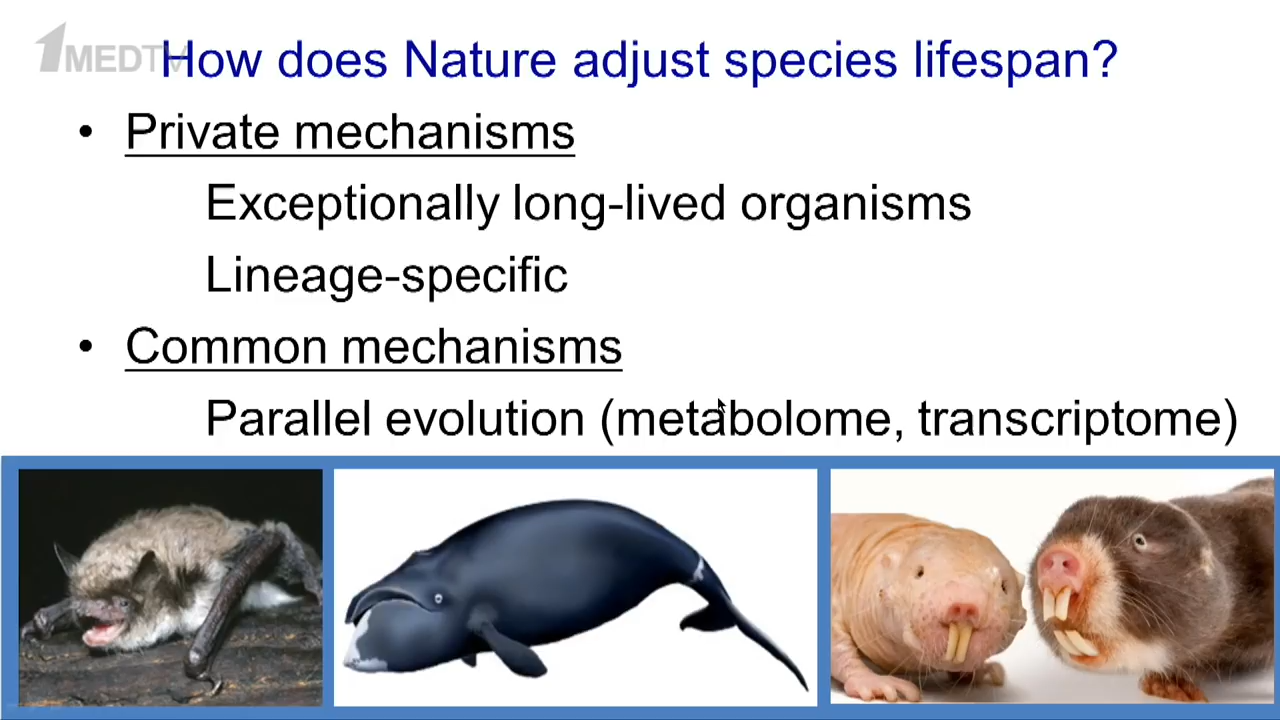 1MEDTV
How does Nature adjust species lifespan?
• Private mechanisms
Exceptionally long-lived organisms
Lineage-specific
• Common mechanisms
Parallel evolution (metabolome, transcriptome)